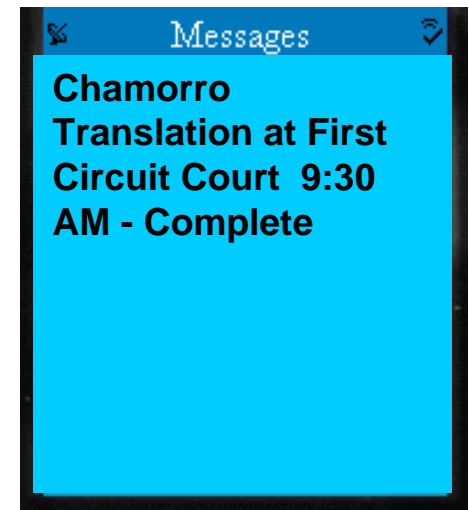 Messages
Chamorro
Translation at First
Circuit Court 9:30
AM - Complete